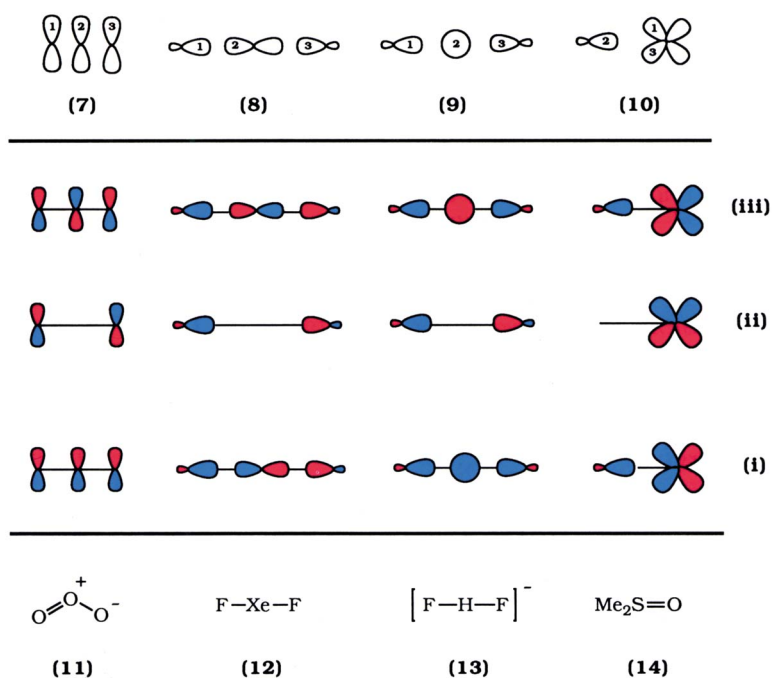 1 2 3 1 2 3 1 2 3 2 1 3
(7) (8) (9) (10)
(iii)
(ii)
(i)
O=O+-O- F–Xe–F [F–H–F]- Me2S=O
(11) (12) (13) (14)